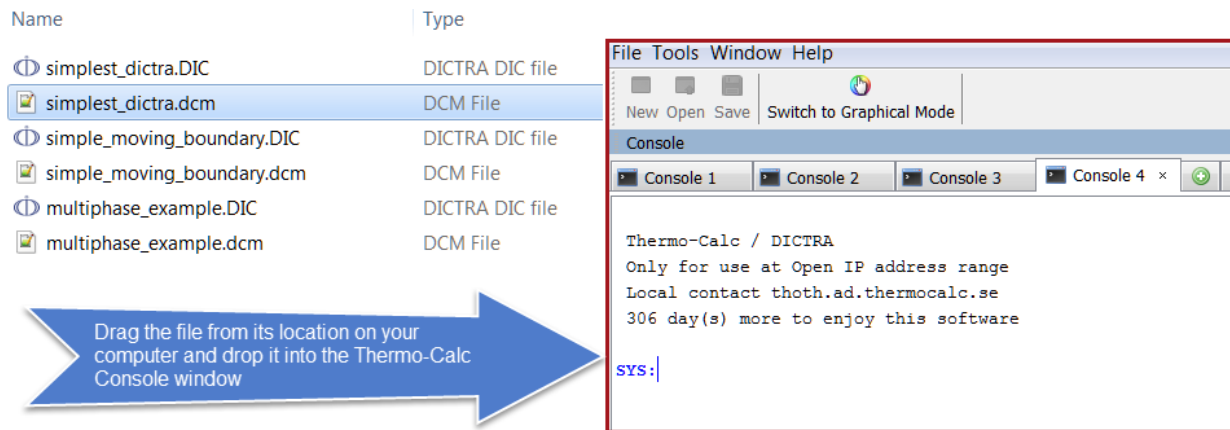 Name Type
simplest_dictra.DIC DICTRA DIC file
simplest_dictra.dcm DCM File
simple_moving_boundary.DIC DICTRA DIC file
simple_moving_boundary.dcm DCM File
multiphase_example.DIC DICTRA DIC file
multiphase_example.dcm DCM File
Drag the file from its location on your
computer and drop it into the Thermo-Calc
Console window
File Tools Window Help
New Open Save Switch to Graphical Mode
Console
Console 1 Console 2 Console 3 Console 4 ×
Thermo-Calc / DICTRA
Only for use at Open IP address range
Local contact thoth.ad.thermocalc.se
306 day(s) more to enjoy this software
SYS: